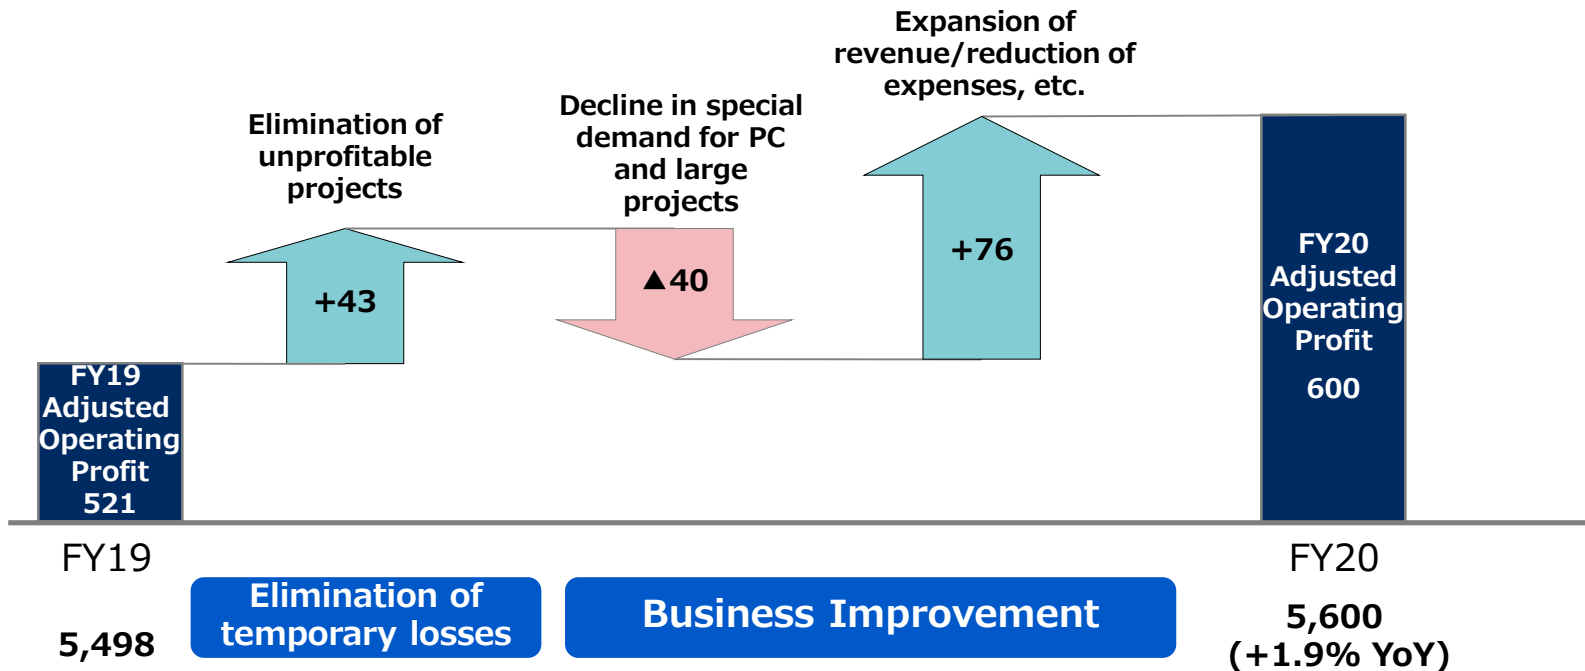 Expansion of
revenue/reduction of
expenses, etc.
Decline in special
demand for PC
and large
projects
Elimination of
unprofitable
projects
+43
▲40
+76
FY19
Adjusted
Operating
Profit
521
FY20
Adjusted
Operating
Profit
600
FY19
FY20
Elimination of
temporary losses
Business Improvement
5,498
5,600
(+1.9% YoY)